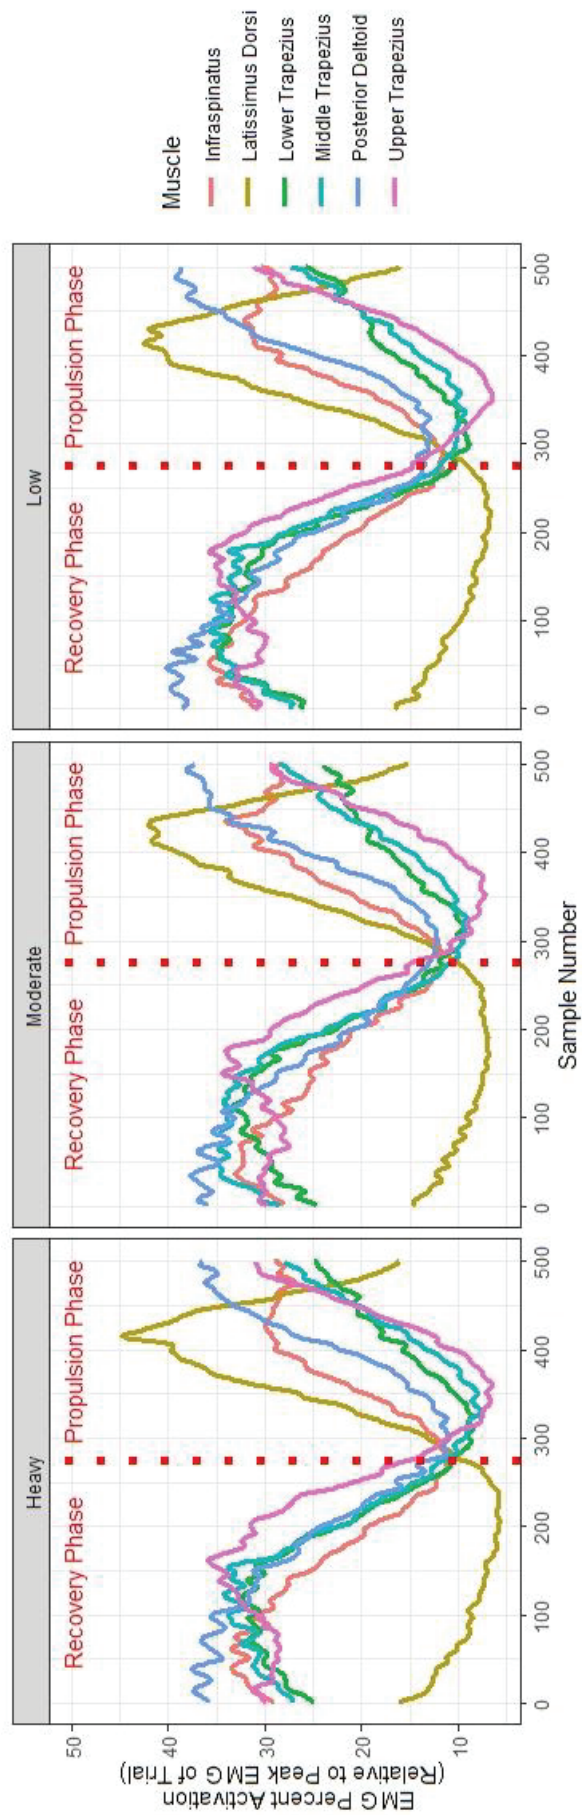 Heavy
Moderate
Low
Recovery Phase
Propulsion Phase
Recovery Phase
Propulsion Phase
Recovery Phase
Propulsion Phase
EMG Percent Activation
(Relative to Peak EMG of Trial)
50
40
30
20
10
0 100 200 300 400 500
0 100 200 300 400 500
0 100 200 300 400 500
Sample Number
Muscle
Infraspinatus
Latissimus Dorsi
Lower Trapezius
Middle Trapezius
Posterior Deltoid
Upper Trapezius